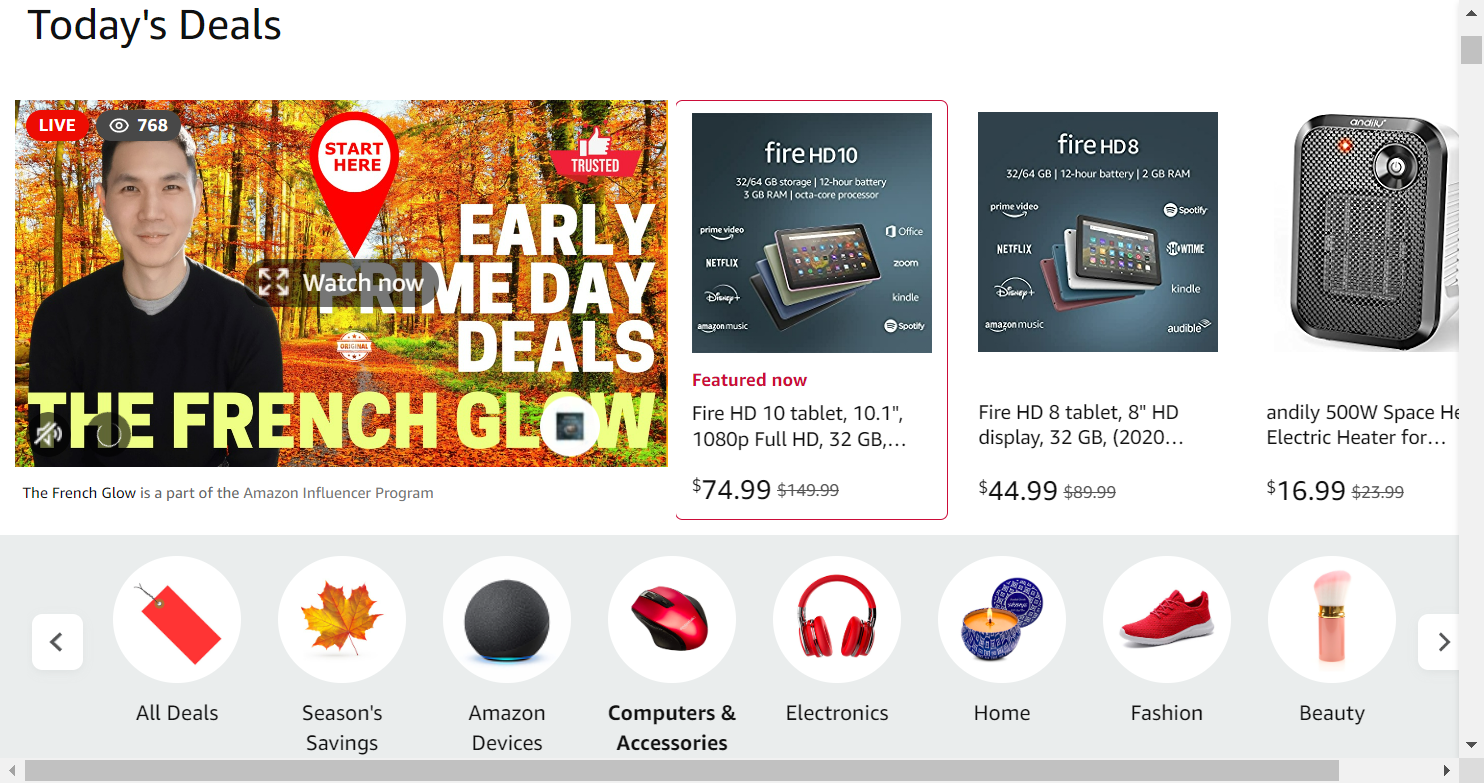 Today's Deals
LIVE
768
START
HERE
TRUSTED
EARLY
PRIME DAY
DEALS
Watch now
ORIGINAL
THE FRENCH GLOW
The French Glow is a part of the Amazon Influencer Program
fire HD 10
32/64 GB storage | 12-hour battery
3 GB RAM | octa-core processor
prime video
Office
NETFLIX
zoom
Disney+
kindle
amazon music
Spotify
Featured now
Fire HD 10 tablet, 10.1",
1080p Full HD, 32 GB,…
$74.99 $149.99
fire HD 8
32/64 GB | 12-hour battery | 2 GB RAM
prime video
Spotify
NETFLIX
SHOWTIME
Disney+
kindle
amazon music
audible
Fire HD 8 tablet, 8" HD
display, 32 GB, (2020…
$44.99 $89.99
andily
andily 500W Space He
Electric Heater for…
$16.99 $23.99
All Deals
Season's
Savings
Amazon
Devices
Computers &
Accessories
Electronics
Home
Fashion
Beauty